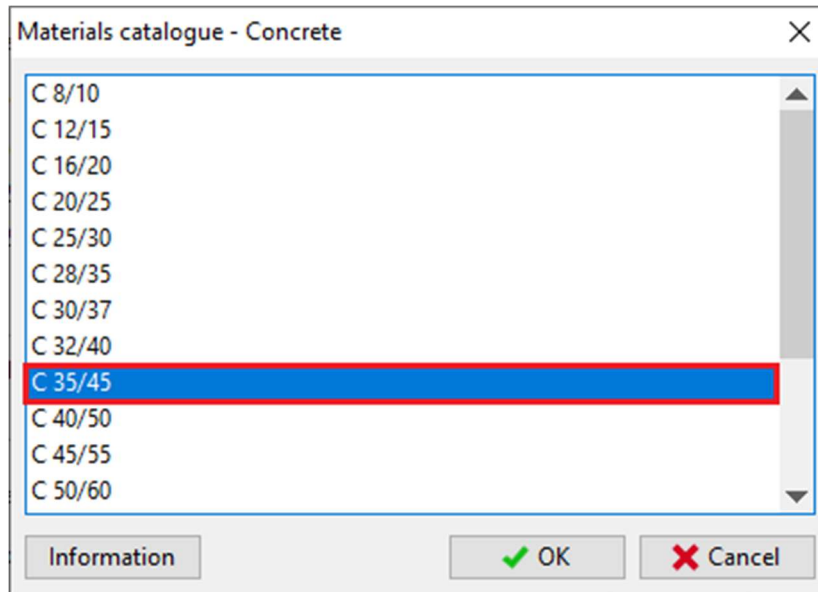 Materials catalogue - Concrete
C 8/10
C 12/15
C 16/20
C 20/25
C 25/30
C 28/35
C 30/37
C 32/40
C 35/45
C 40/50
C 45/55
C 50/60
Information
OK
Cancel